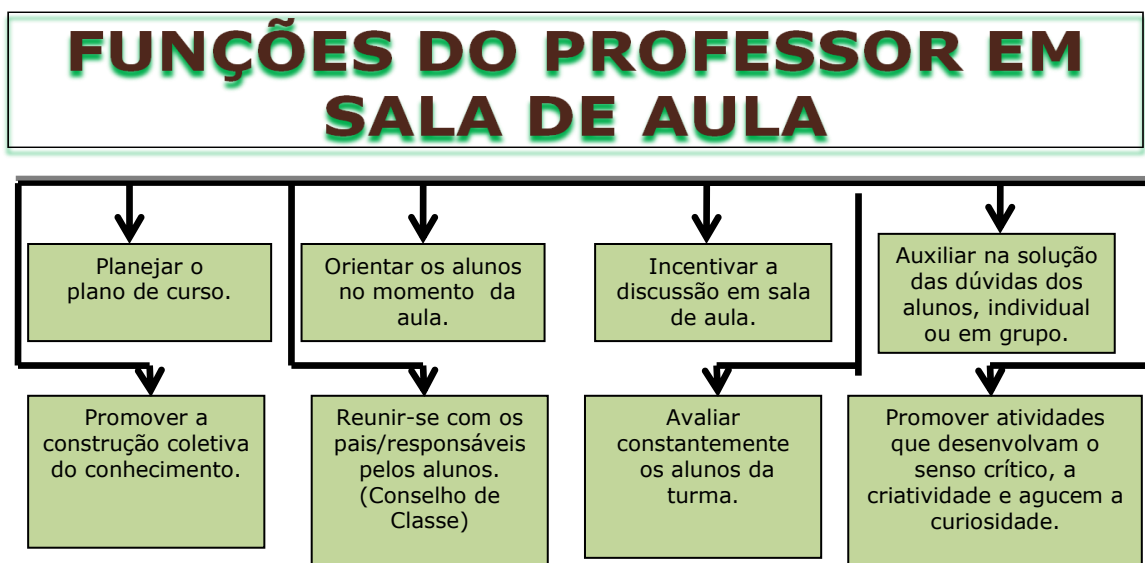 FUNÇÕES DO PROFESSOR EM
SALA DE AULA
Planejar o
plano de curso.
Orientar os alunos
no momento da
aula.
Incentivar a
discussão em sala
de aula.
Auxiliar na solução
das dúvidas dos
alunos, individual
ou em grupo.
Promover a
construção coletiva
do conhecimento.
Reunir-se com os
pais/responsáveis
pelos alunos.
(Conselho de
Classe)
Avaliar
constantemente
os alunos da
turma.
Promover atividades
que desenvolvam o
senso crítico, a
criatividade e agucem a
curiosidade.